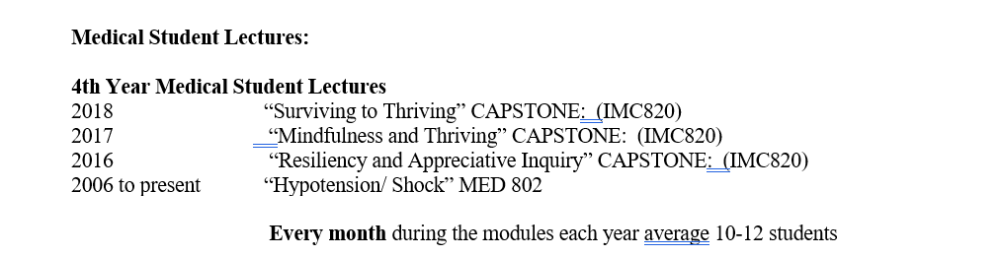 Medical Student Lectures:
4th Year Medical Student Lectures
2018 “Surviving to Thriving” CAPSTONE:  (IMC820)
2017 “Mindfulness and Thriving” CAPSTONE:  (IMC820)
2016 “Resiliency and Appreciative Inquiry” CAPSTONE:  (IMC820)
2006 to present “Hypotension/ Shock” MED 802
Every month during the modules each year average 10-12 students